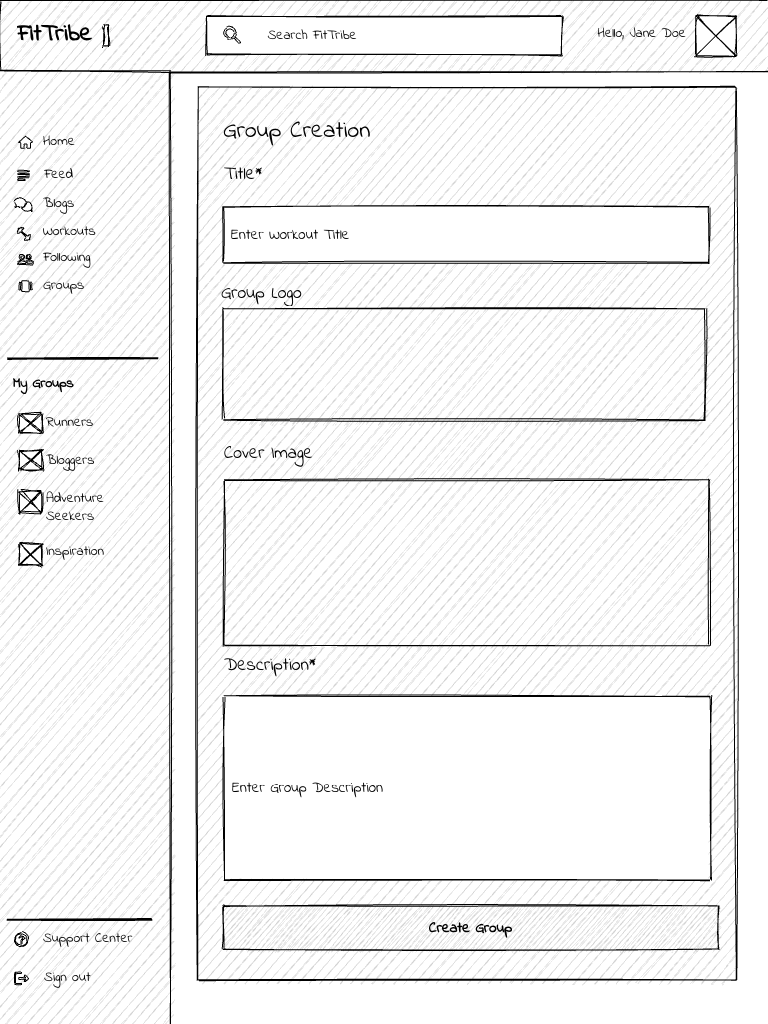 FitTribe
Search FitTribe
Hello, Jane Doe
Home
Feed
Blogs
Workouts
Following
Groups
My Groups
Runners
Bloggers
Adventure
Seekers
Inspiration
Support Center
Sign out
Group Creation
Title*
Enter Workout Title
Group Logo
Cover Image
Description*
Enter Group Description
Create Group